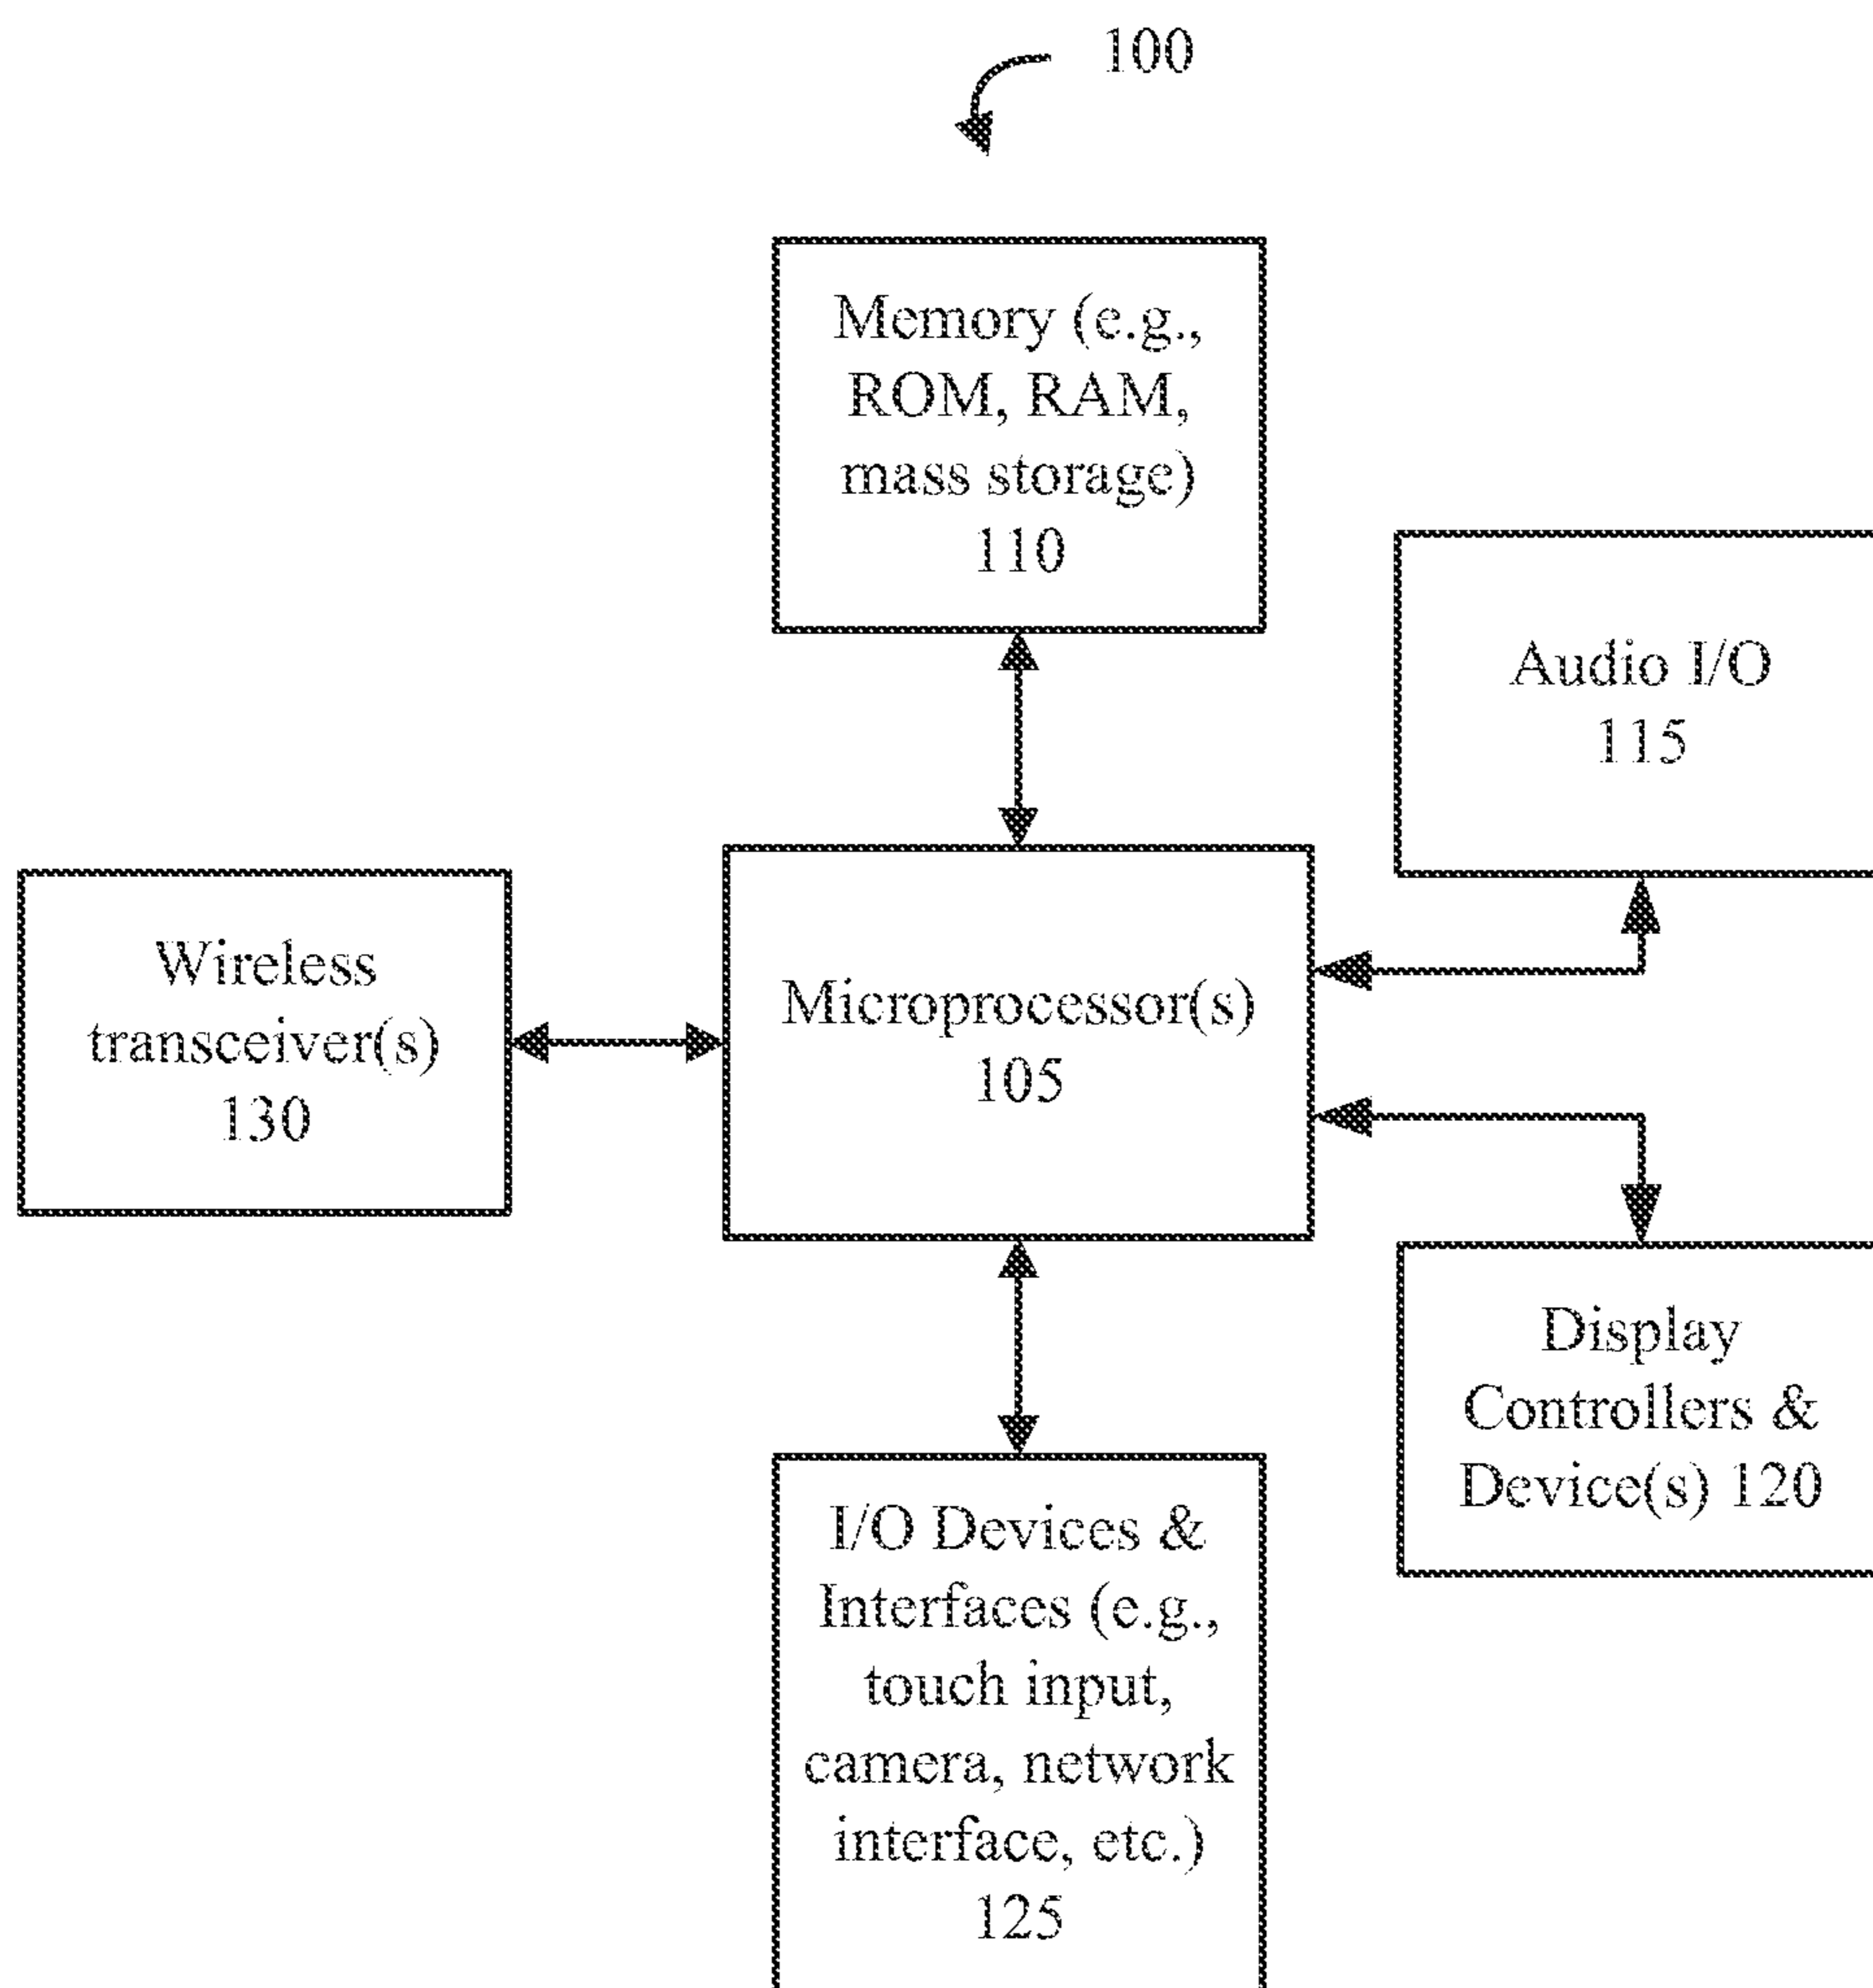 100
Memory (e.g.,
ROM, RAM,
mass storage)
110
Audio I/O
115
Wireless
transceiver(s)
130
Microprocessor(s)
105
Display
Controllers &
Device(s) 120
I/O Devices &
Interfaces (e.g.,
touch input,
camera, network
interface, etc.)
125